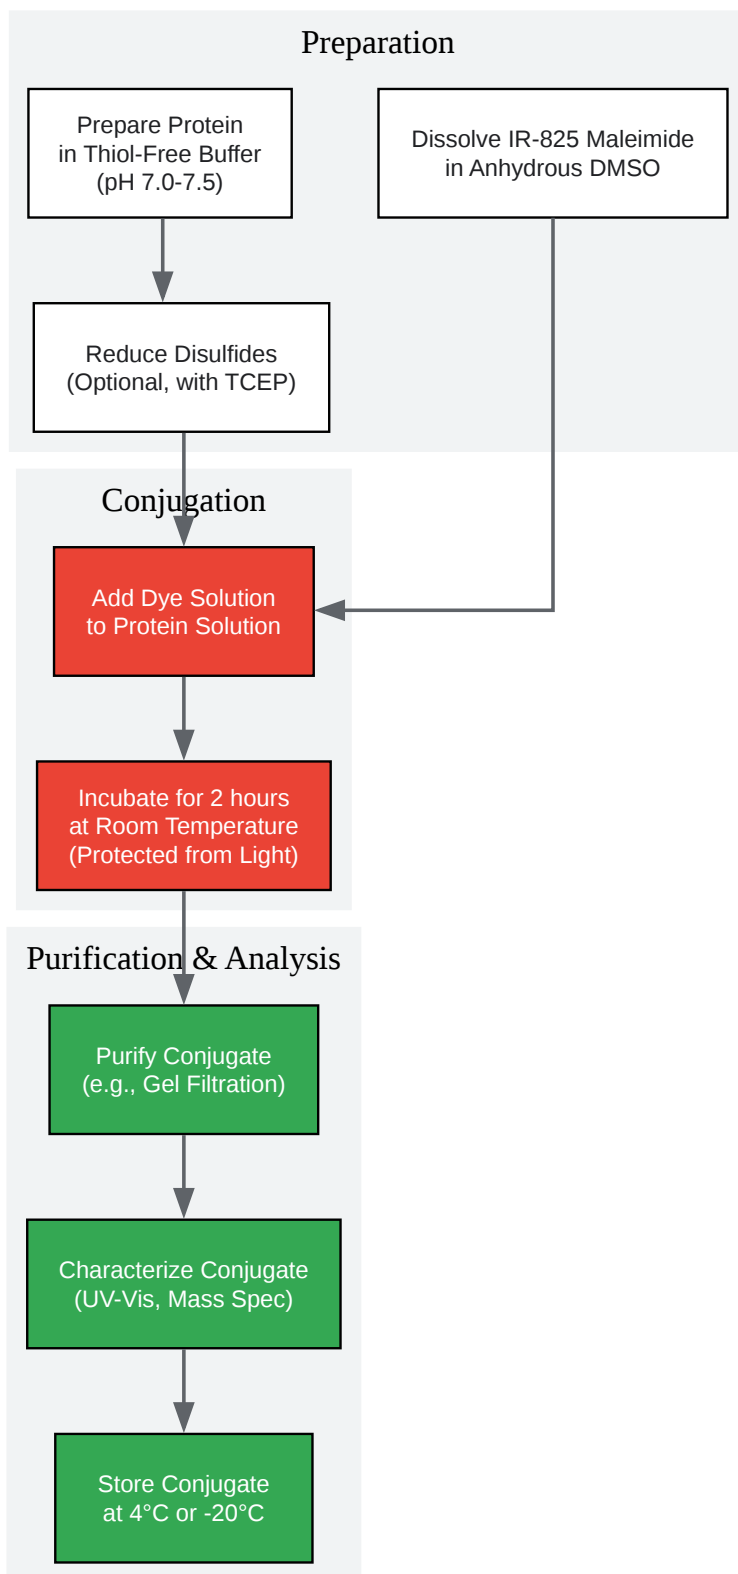 Preparation
Prepare Protein
in Thiol-Free Buffer
(pH 7.0-7.5)
Dissolve IR-825 Maleimide
in Anhydrous DMSO
Reduce Disulfides
(Optional, with TCEP)
Conjugation
Add Dye Solution
to Protein Solution
Incubate for 2 hours
at Room Temperature
(Protected from Light)
Purification & Analysis
Purify Conjugate
(e.g., Gel Filtration)
Characterize Conjugate
(UV-Vis, Mass Spec)
Store Conjugate
at 4°C or -20°C